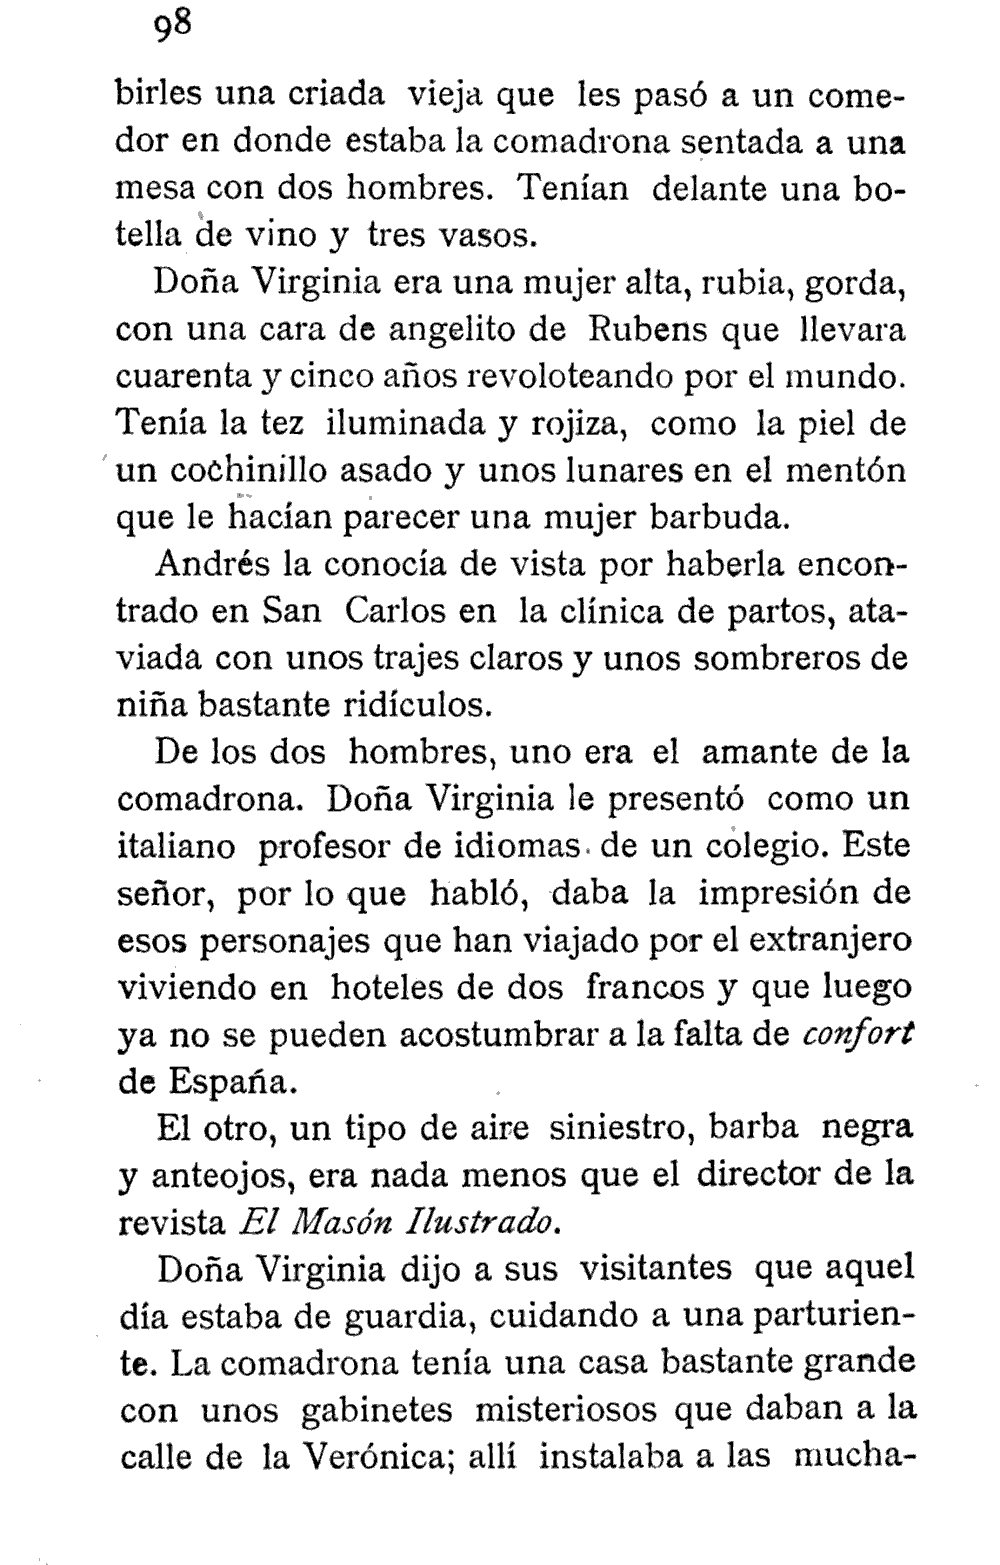 98
birles una criada vieja que les pasó a un come-
dor en donde estaba la comadrona sentada a una
mesa con dos hombres. Tenían delante una bo-
tella de vino y tres vasos.
Doña Virginia era una mujer alta, rubia, gorda,
con una cara de angelito de Rubens que llevara
cuarenta y cinco años revoloteando por el mundo.
Tenía la tez iluminada y rojiza, como la piel de
un cochinillo asado y unos lunares en el mentón
que le hacían parecer una mujer barbuda.
Andrés la conocía de vista por haberla encon-
trado en San Carlos en la clínica de partos, ata-
viada con unos trajes claros y unos sombreros de
niña bastante ridículos.
De los dos hombres, uno era el amante de la
comadrona. Doña Virginia le presentó como un
italiano profesor de idiomas de un colegio. Este
señor, por lo que habló, daba la impresión de
esos personajes que han viajado por el extranjero
viviendo en hoteles de dos francos y que luego
ya no se pueden acostumbrar a la falta de confort
de España.
El otro, un tipo de aire siniestro, barba negra
y anteojos, era nada menos que el director de la
revista El Masón Ilustrado.
Doña Virginia dijo a sus visitantes que aquel
día estaba de guardia, cuidando a una parturien-
te. La comadrona tenía una casa bastante grande
con unos gabinetes misteriosos que daban a la
calle de la Verónica; allí instalaba a las mucha-